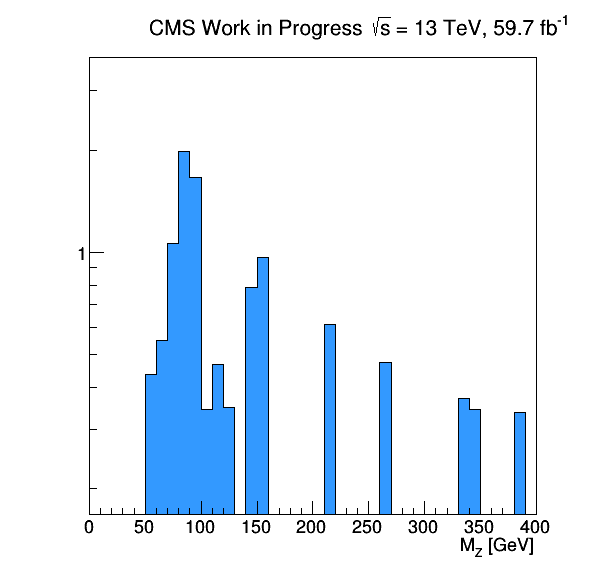 CMS Work in Progress √s = 13 TeV, 59.7 fb⁻¹
1
0 50 100 150 200 250 300 350 400
M_Z [GeV]